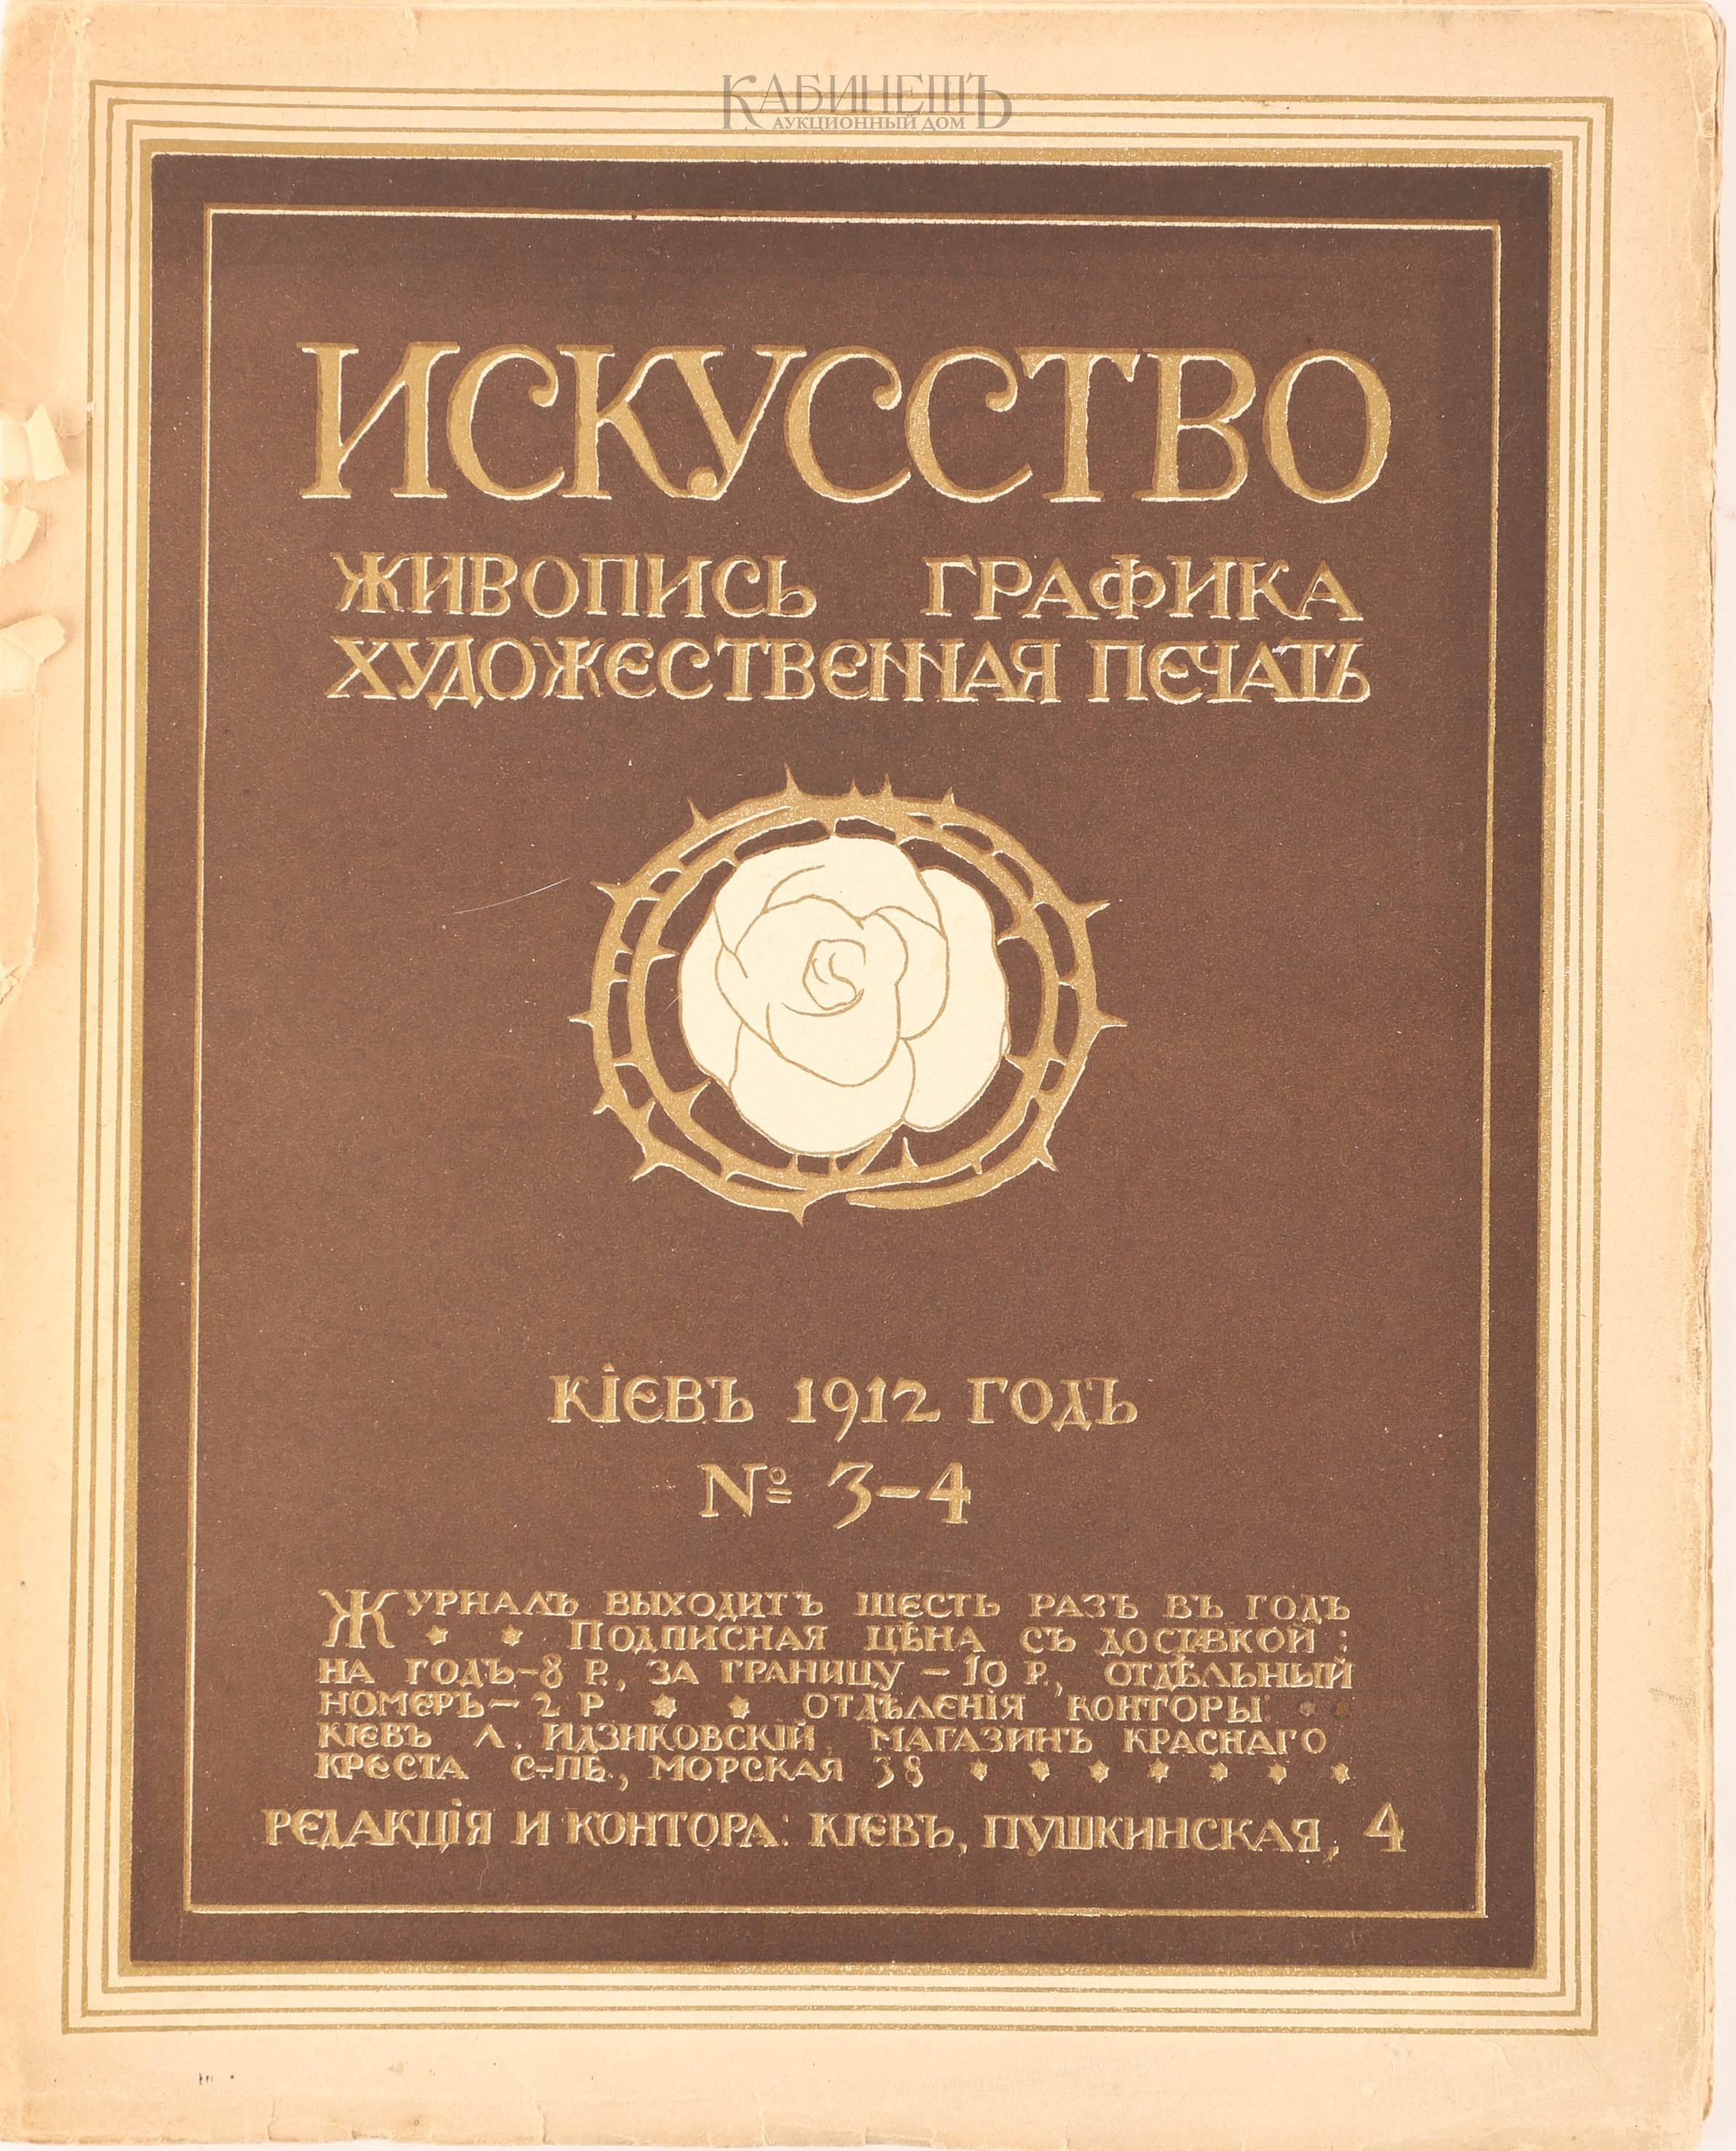 КАБИНЕТЪ
АУКЦИОННЫЙ ДОМ
ИСКУССТВО
ЖИВОПИСЬ ГРАФИКА
ХУДОЖЕСТВЕННАЯ ПЕЧАТЬ
КІЕВЪ 1912 ГОДЪ
№ 3-4
ЖУРНАЛЪ ВЫХОДИТЪ ШЕСТЬ РАЗЪ ВЪ ГОДЪ
* * ПОДПИСНАЯ ЦѢНА СЪ ДОСТАВКОЙ:
НА ГОДЪ-8 Р., ЗА ГРАНИЦУ - 10 Р., ОТДѢЛЬНЫЙ
НОМЕРЪ-2 Р * * ОТДѢЛЕНІЯ КОНТОРЫ:
КІЕВЪ Л. ИДЗИКОВСКІЙ. МАГАЗИНЪ КРАСНАГО
КРЕСТА С-ПБ., МОРСКАЯ 38 * * * * * * *
РЕДАКЦІЯ И КОНТОРА: КІЕВЪ, ПУШКИНСКАЯ, 4